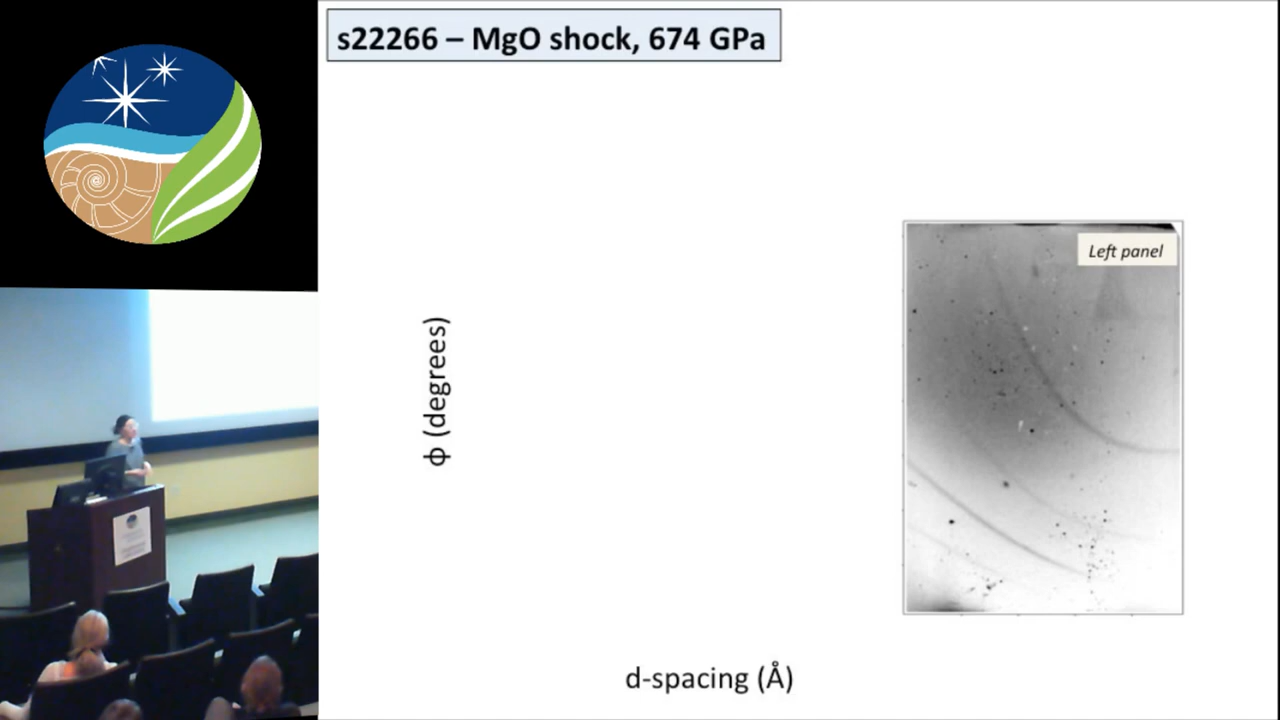 s22266 – MgO shock, 674 GPa
Left panel
ϕ (degrees)
d-spacing (Å)